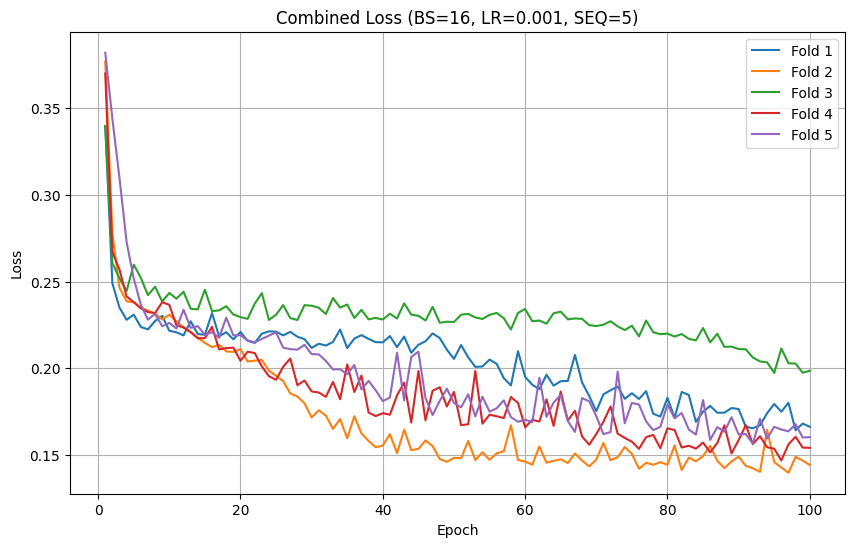 Combined Loss (BS=16, LR=0.001, SEQ=5)
Fold 1
Fold 2
Fold 3
Fold 4
Fold 5
Loss
0.35
0.30
0.25
0.20
0.15
0
20
40
60
80
100
Epoch